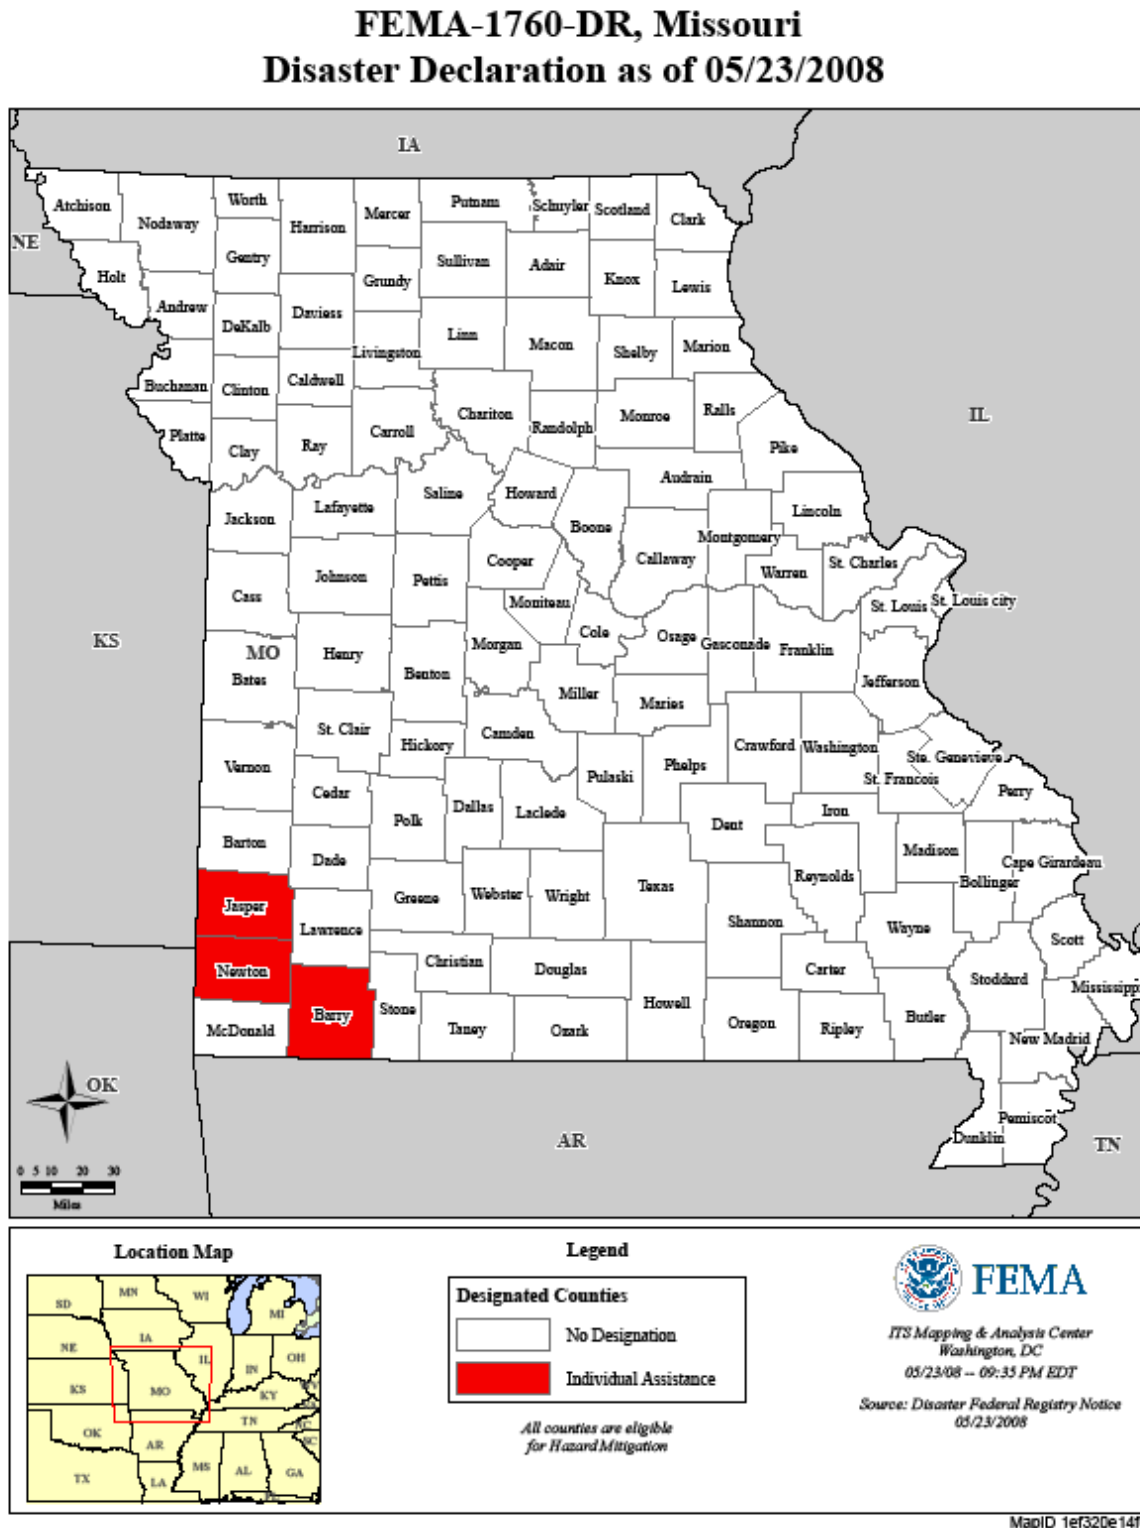 FEMA-1760-DR, Missouri
Disaster Declaration as of 05/23/2008
IA
NE
KS
MO
IL
OK
AR
TN
Atchison
Nodaway
Worth
Harrison
Mercer
Putnam
Schuyler
Scotland
Clark
Holt
Gentry
Grundy
Sullivan
Adair
Knox
Lewis
Andrew
DeKalb
Daviess
Livingston
Linn
Macon
Shelby
Marion
Buchanan
Clinton
Caldwell
Chariton
Randolph
Monroe
Ralls
Platte
Clay
Ray
Carroll
Pike
Audrain
Jackson
Lafayette
Saline
Howard
Boone
Lincoln
Montgomery
Callaway
Warren
St. Charles
Cass
Johnson
Pettis
Cooper
Moniteau
St. Louis
St. Louis city
Cole
Osage
Gasconade
Franklin
Bates
Henry
Benton
Morgan
Miller
Maries
Jefferson
St. Clair
Hickory
Camden
Crawford
Washington
Ste. Genevieve
St. Francois
Vernon
Cedar
Polk
Dallas
Laclede
Pulaski
Phelps
Dent
Iron
Perry
Barton
Dade
Madison
Cape Girardeau
Bollinger
Reynolds
Jasper
Lawrence
Greene
Webster
Wright
Texas
Shannon
Wayne
Scott
Newton
Christian
Douglas
Carter
Stoddard
Mississippi
McDonald
Barry
Stone
Taney
Ozark
Howell
Oregon
Ripley
Butler
New Madrid
Pemiscot
Dunklin
0 5 10 20 30
Miles
Location Map
SD
MN
WI
MI
NE
IA
IL
IN
OH
KS
MO
KY
OK
AR
TN
NC
SC
TX
LA
MS
AL
GA
Legend
Designated Counties
No Designation
Individual Assistance
All counties are eligible
for Hazard Mitigation
FEMA
ITS Mapping & Analysis Center
Washington, DC
05/23/08 -- 09:35 PM EDT
Source: Disaster Federal Registry Notice
05/23/2008
MapID 1ef320e14f